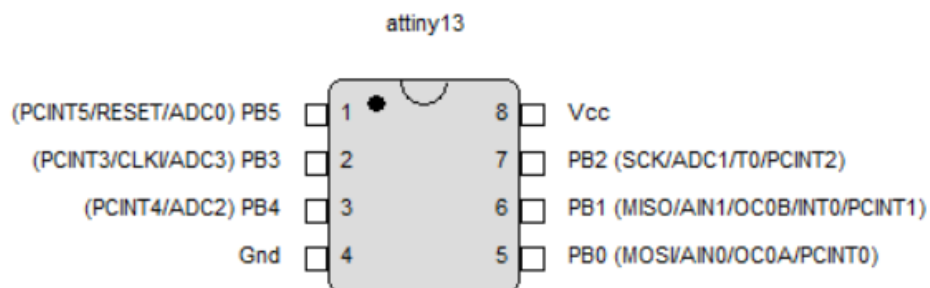 attiny13
(PCINT5/RESET/ADC0) PB5 1 8 Vcc
(PCINT3/CLKI/ADC3) PB3 2 7 PB2 (SCK/ADC1/T0/PCINT2)
(PCINT4/ADC2) PB4 3 6 PB1 (MISO/AIN1/OC0B/INT0/PCINT1)
Gnd 4 5 PB0 (MOSI/AIN0/OC0A/PCINT0)